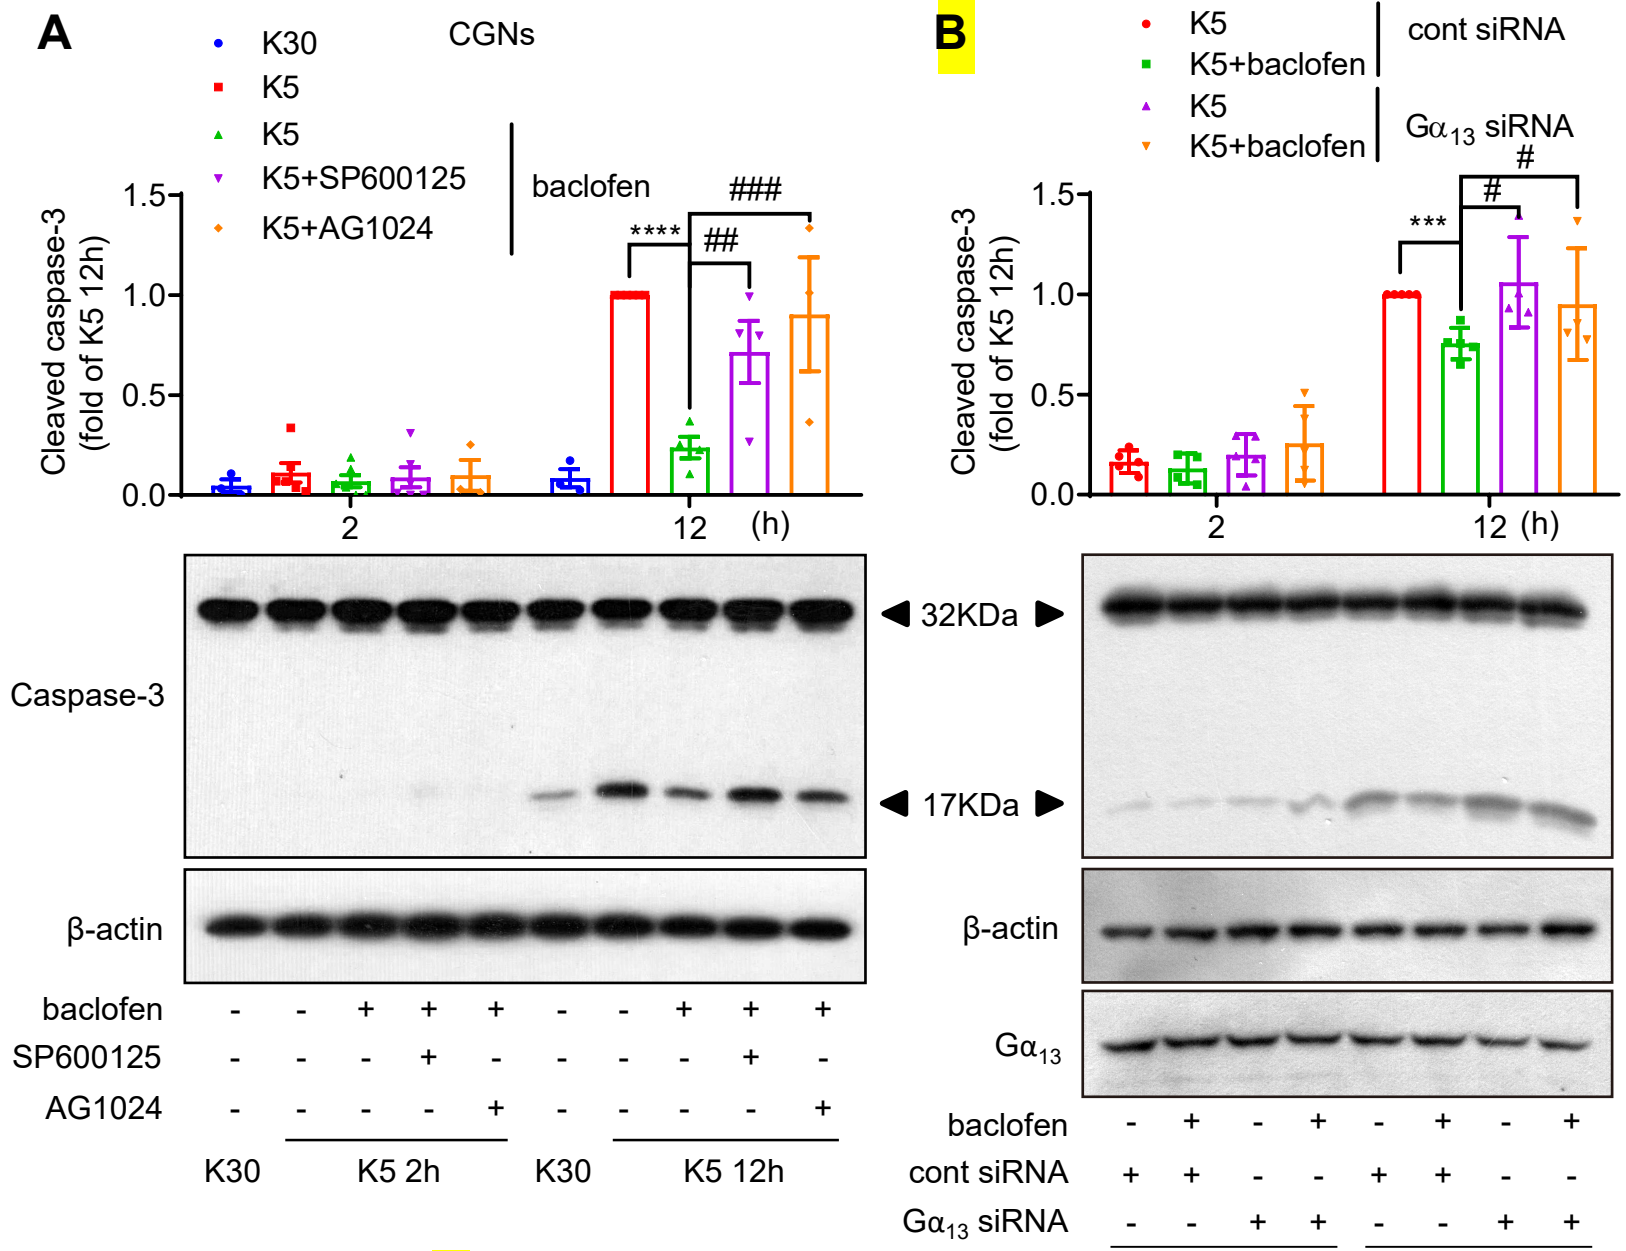 A
CGNs
K30
K5
K5
K5+SP600125
K5+AG1024
baclofen
1.5
1.0
0.5
0.0
Cleaved caspase-3
(fold of K5 12h)
****
##
###
2
12
(h)
Caspase-3
β-actin
32KDa
17KDa
baclofen - - + + + - - + + +
SP600125 - - - + - - - - + -
AG1024 - - - - + - - - - +
K30
K5 2h
K30
K5 12h
B
K5
K5+baclofen
cont siRNA
K5
K5+baclofen
Gα13 siRNA
1.5
1.0
0.5
0.0
Cleaved caspase-3
(fold of K5 12h)
***
#
#
2
12
(h)
β-actin
Gα13
baclofen - + - + - + - +
cont siRNA + + - - + + - -
Gα13 siRNA - - + + - - + +